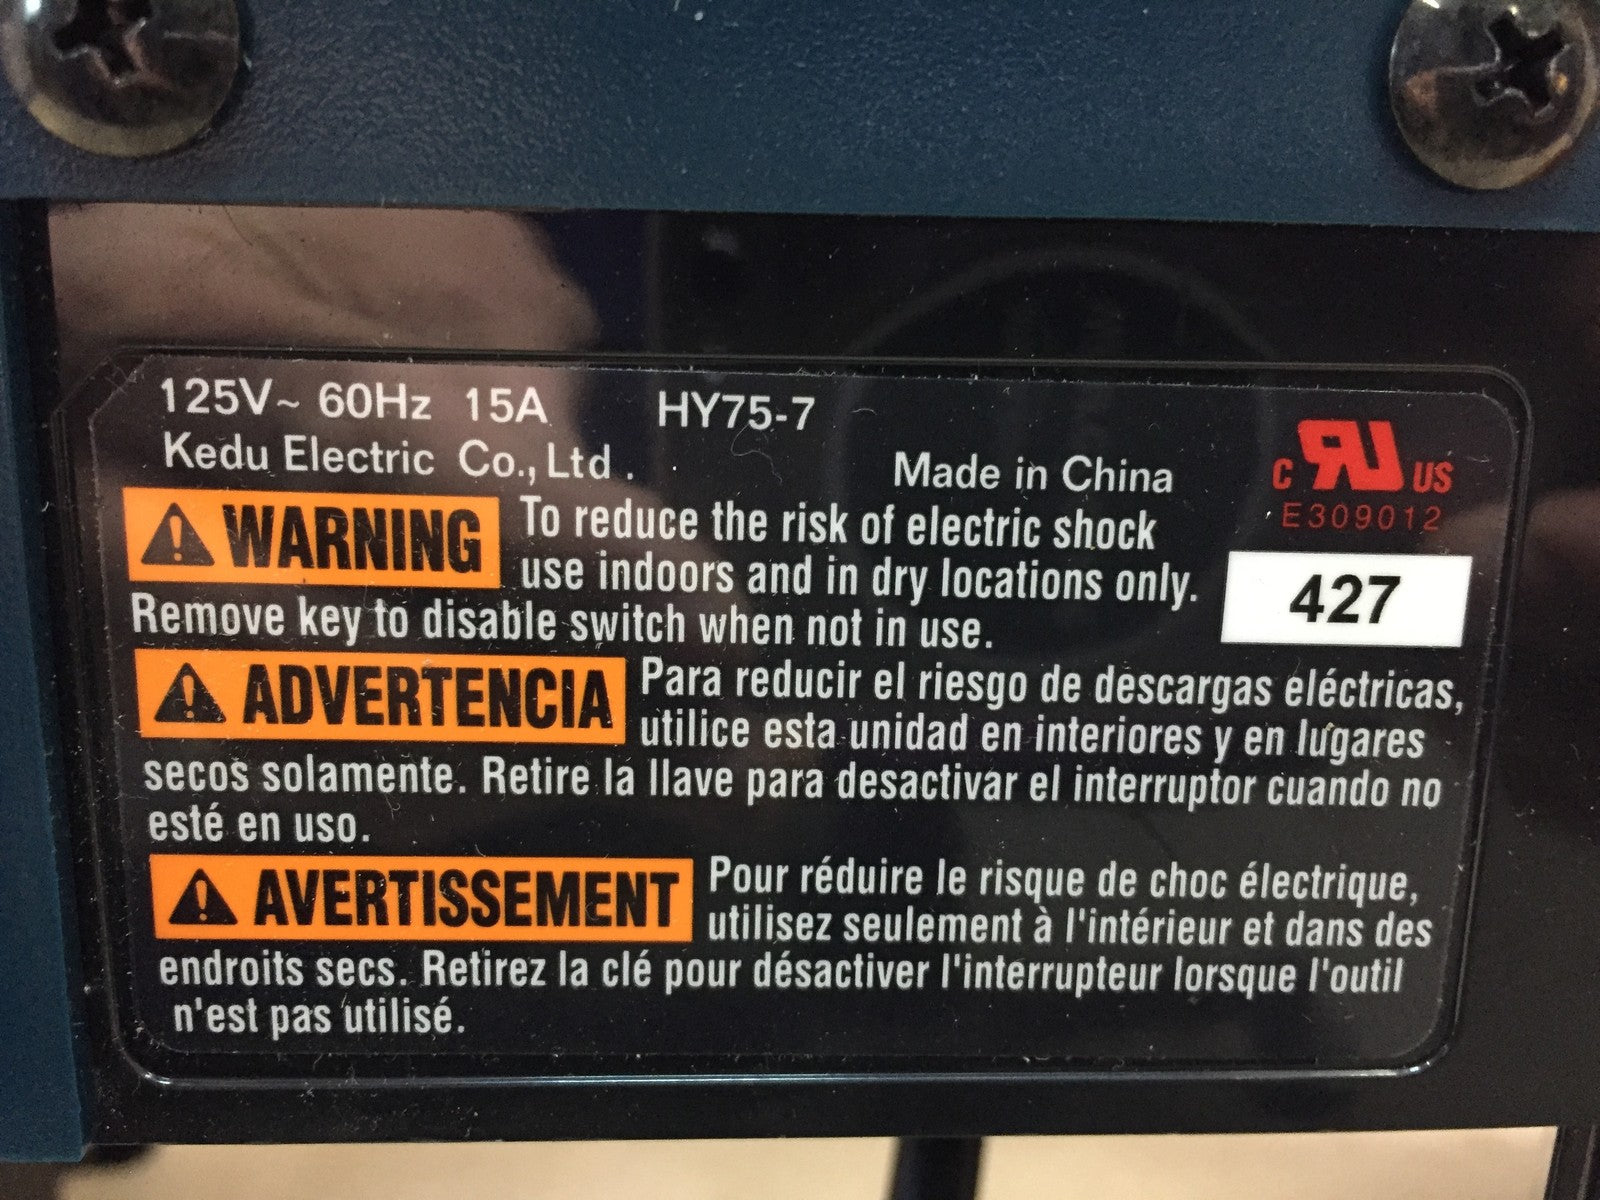 125V~ 60Hz 15A HY75-7
Kedu Electric Co., Ltd. Made in China
c RU US
E309012
WARNING To reduce the risk of electric shock
use indoors and in dry locations only.
427
Remove key to disable switch when not in use.
ADVERTENCIA Para reducir el riesgo de descargas eléctricas,
utilice esta unidad en interiores y en lugares
secos solamente. Retire la llave para desactivar el interruptor cuando no
esté en uso.
AVERTISSEMENT Pour réduire le risque de choc électrique,
utilisez seulement à l'intérieur et dans des
endroits secs. Retirez la clé pour désactiver l'interrupteur lorsque l'outil
n'est pas utilisé.